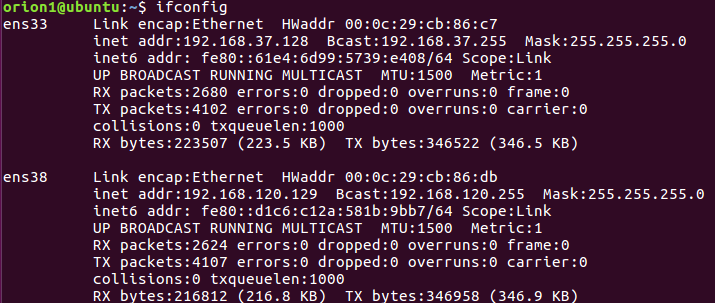 orion1@ubuntu:~$ ifconfig
ens33     Link encap:Ethernet  HWaddr 00:0c:29:cb:86:c7
          inet addr:192.168.37.128  Bcast:192.168.37.255  Mask:255.255.255.0
          inet6 addr: fe80::61e4:6d99:5739:e408/64 Scope:Link
          UP BROADCAST RUNNING MULTICAST  MTU:1500  Metric:1
          RX packets:2680 errors:0 dropped:0 overruns:0 frame:0
          TX packets:4102 errors:0 dropped:0 overruns:0 carrier:0
          collisions:0 txqueuelen:1000
          RX bytes:223507 (223.5 KB)  TX bytes:346522 (346.5 KB)
ens38     Link encap:Ethernet  HWaddr 00:0c:29:cb:86:db
          inet addr:192.168.120.129  Bcast:192.168.120.255  Mask:255.255.255.0
          inet6 addr: fe80::d1c6:c12a:581b:9bb7/64 Scope:Link
          UP BROADCAST RUNNING MULTICAST  MTU:1500  Metric:1
          RX packets:2624 errors:0 dropped:0 overruns:0 frame:0
          TX packets:4107 errors:0 dropped:0 overruns:0 carrier:0
          collisions:0 txqueuelen:1000
          RX bytes:216812 (216.8 KB)  TX bytes:346958 (346.9 KB)